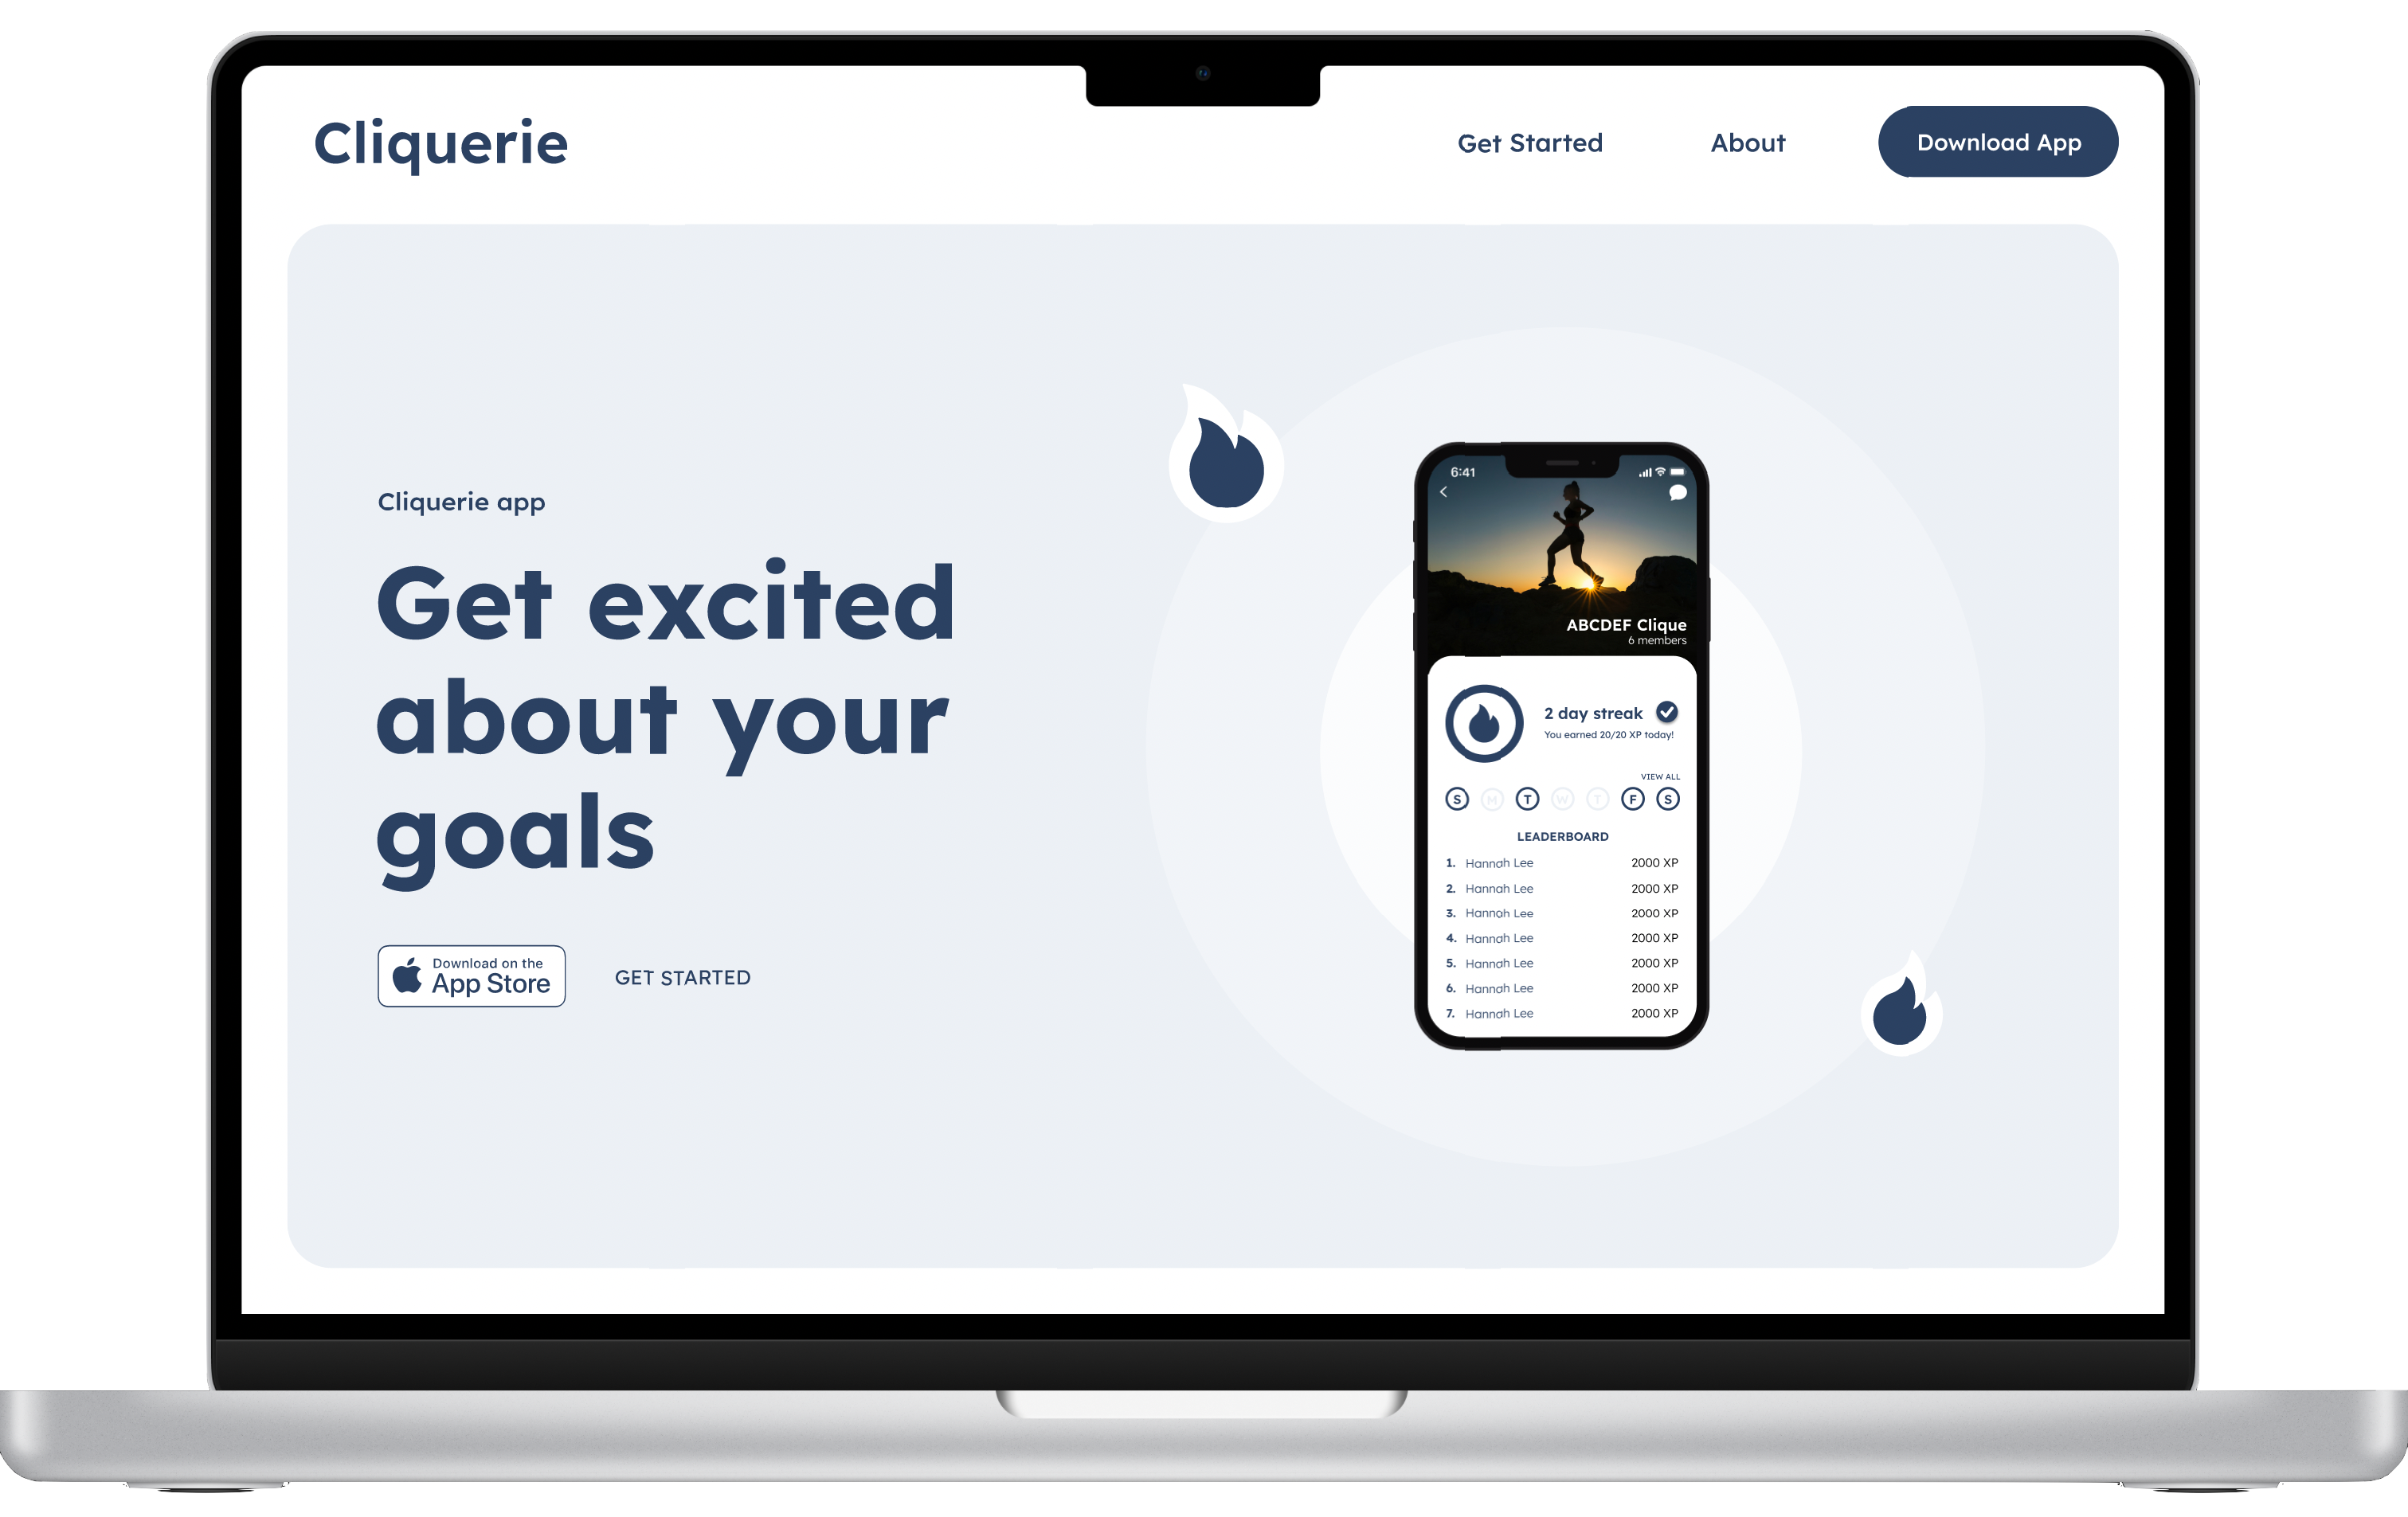 Cliquerie
Get Started
About
Download App
Cliquerie app
Get excited
about your
goals
Download on the
App Store
GET STARTED
6:41
ABCDEF Clique
6 members
2 day streak
You earned 20/20 XP today!
VIEW ALL
S M T W T F S
LEADERBOARD
1. Hannah Lee 2000 XP
2. Hannah Lee 2000 XP
3. Hannah Lee 2000 XP
4. Hannah Lee 2000 XP
5. Hannah Lee 2000 XP
6. Hannah Lee 2000 XP
7. Hannah Lee 2000 XP